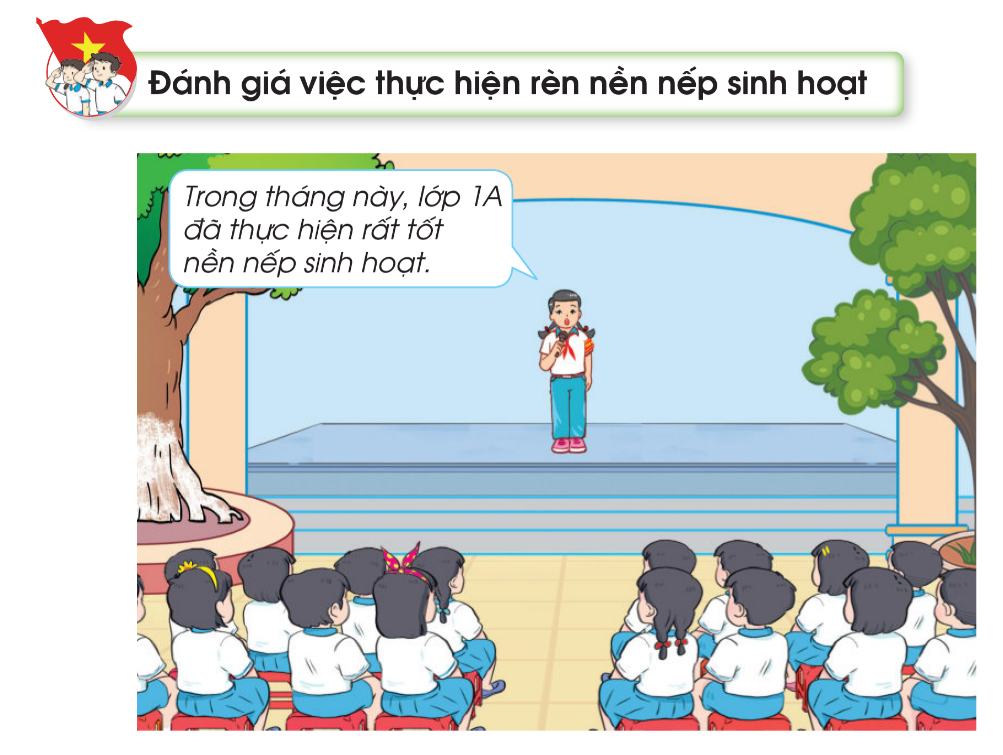 Đánh giá việc thực hiện rèn nền nếp sinh hoạt
Trong tháng này, lớp 1A
đã thực hiện rất tốt
nền nếp sinh hoạt.